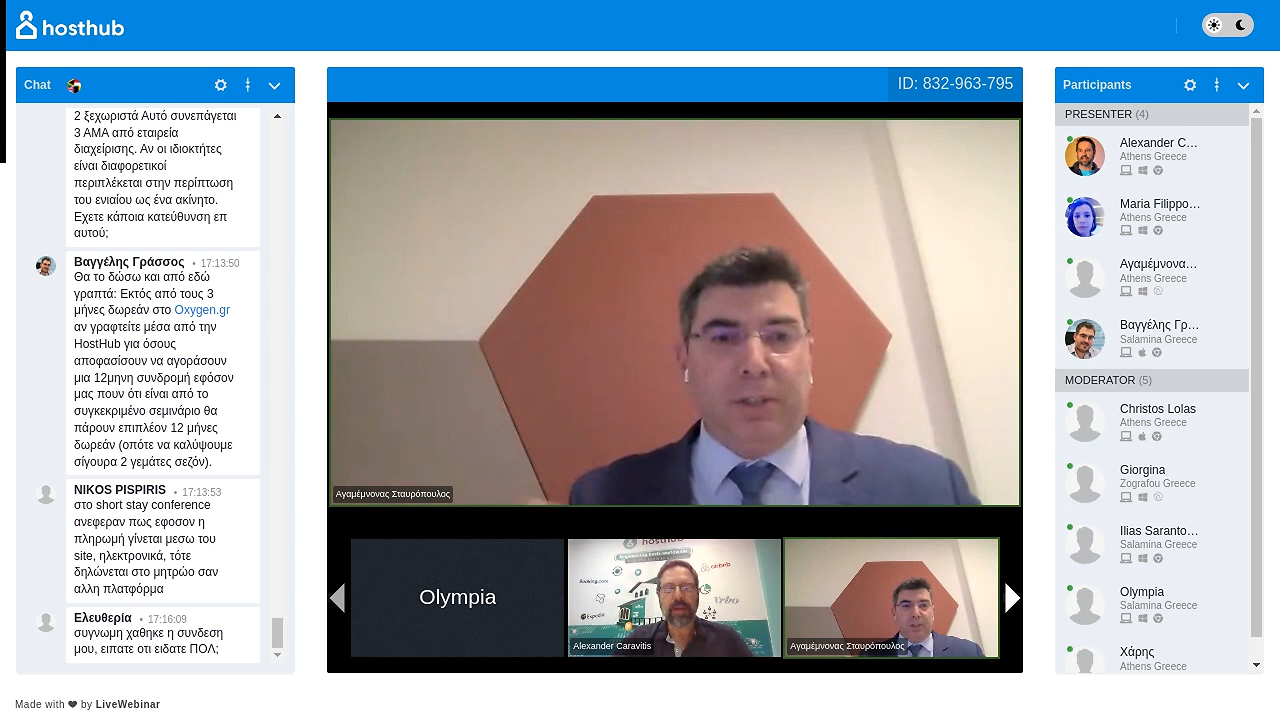 hosthub
Chat
2 ξεχωριστά Αυτό συνεπάγεται
3 ΑΜΑ από εταιρεία
διαχείρισης. Αν οι ιδιοκτήτες
είναι διαφορετικοί
περιπλέκεται στην περίπτωση
του ενιαίου ως ένα ακίνητο.
Εχετε κάποια κατεύθυνση επ
αυτού;
Βαγγέλης Γράσσος • 17:13:50
Θα το δώσω και από εδώ
γραπτά: Εκτός από τους 3
μήνες δωρεάν στο Oxygen.gr
αν γραφτείτε μέσα από την
HostHub για όσους
αποφασίσουν να αγοράσουν
μια 12μηνη συνδρομή εφόσον
μας πουν ότι είναι από το
συγκεκριμένο σεμινάριο θα
πάρουν επιπλέον 12 μήνες
δωρεάν (οπότε να καλύψουμε
σίγουρα 2 γεμάτες σεζόν).
NIKOS PISPIRIS • 17:13:53
στο short stay conference
ανεφεραν πως εφοσον η
πληρωμή γίνεται μεσω του
site, ηλεκτρονικά, τότε
δηλώνεται στο μητρώο σαν
αλλη πλατφόρμα
Ελευθερία • 17:16:09
συγνωμη χαθηκε η συνδεση
μου, ειπατε οτι ειδατε ΠΟΛ;
ID: 832-963-795
Αγαμέμνονας Σταυρόπουλος
Olympia
hosthub
Empowering hosts worldwide
Booking.com
airbnb
Expedia
Vrbo
Alexander Caravitis
Αγαμέμνονας Σταυρόπουλος
Participants
PRESENTER (4)
Alexander C...
Athens Greece
Maria Filippo...
Athens Greece
Αγαμέμνονα...
Athens Greece
Βαγγέλης Γρ...
Salamina Greece
MODERATOR (5)
Christos Lolas
Athens Greece
Giorgina
Zografou Greece
Ilias Saranto...
Salamina Greece
Olympia
Salamina Greece
Χάρης
Athens Greece
Made with ❤ by LiveWebinar